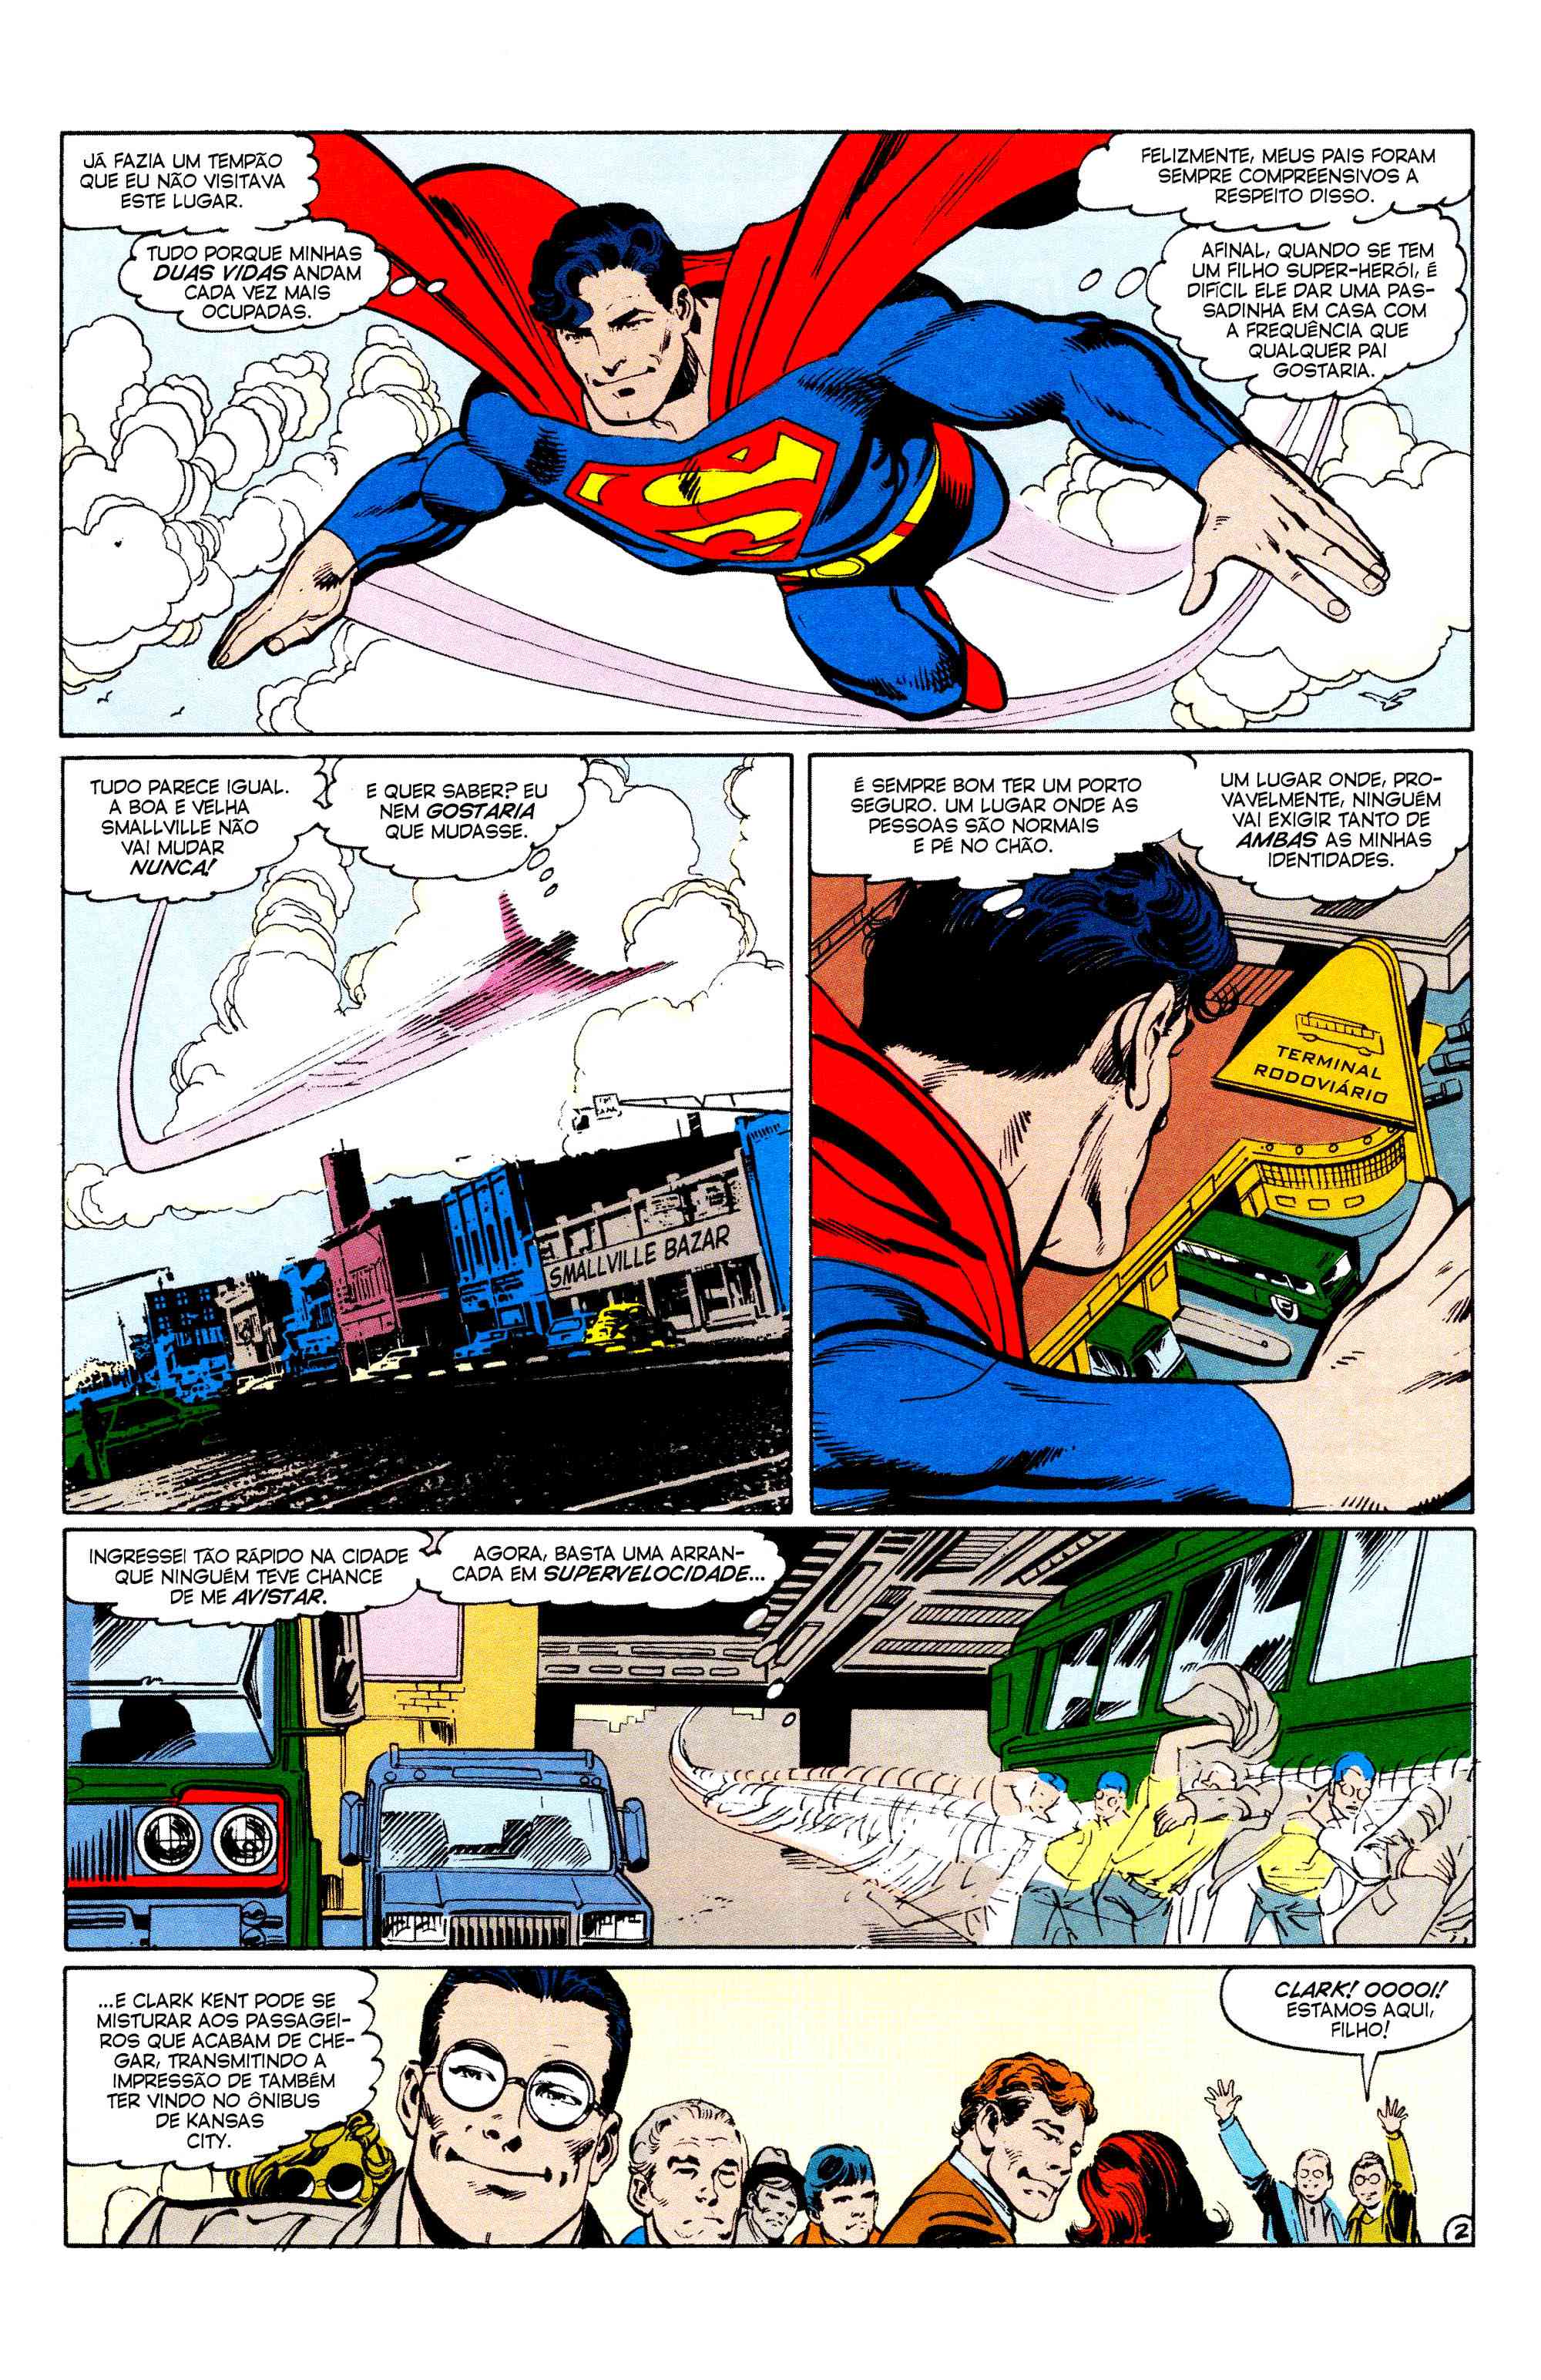 JÁ FAZIA UM TEMPÃO
QUE EU NÃO VISITAVA
ESTE LUGAR.
TUDO PORQUE MINHAS
DUAS VIDAS ANDAM
CADA VEZ MAIS
OCUPADAS.
FELIZMENTE, MEUS PAIS FORAM
SEMPRE COMPREENSIVOS A
RESPEITO DISSO.
AFINAL, QUANDO SE TEM
UM FILHO SUPER-HERÓI, É
DIFÍCIL ELE DAR UMA PAS-
SADINHA EM CASA COM
A FREQUÊNCIA QUE
QUALQUER PAI
GOSTARIA.
S
TUDO PARECE IGUAL.
A BOA E VELHA
SMALLVILLE NÃO
VAI MUDAR
NUNCA!
E QUER SABER? EU
NEM GOSTARIA
QUE MUDASSE.
SMALLVILLE BAZAR
É SEMPRE BOM TER UM PORTO
SEGURO. UM LUGAR ONDE AS
PESSOAS SÃO NORMAIS
E PÉ NO CHÃO.
UM LUGAR ONDE, PRO-
VAVELMENTE, NINGUÉM
VAI EXIGIR TANTO DE
AMBAS AS MINHAS
IDENTIDADES.
TERMINAL
RODOVIÁRIO
INGRESSEI TÃO RÁPIDO NA CIDADE
QUE NINGUÉM TEVE CHANCE
DE ME AVISTAR.
AGORA, BASTA UMA ARRAN-
CADA EM SUPERVELOCIDADE...
...E CLARK KENT PODE SE
MISTURAR AOS PASSAGEI-
ROS QUE ACABAM DE CHE-
GAR, TRANSMITINDO A
IMPRESSÃO DE TAMBÉM
TER VINDO NO ÔNIBUS
DE KANSAS
CITY.
CLARK! OOOOI!
ESTAMOS AQUI,
FILHO!
2